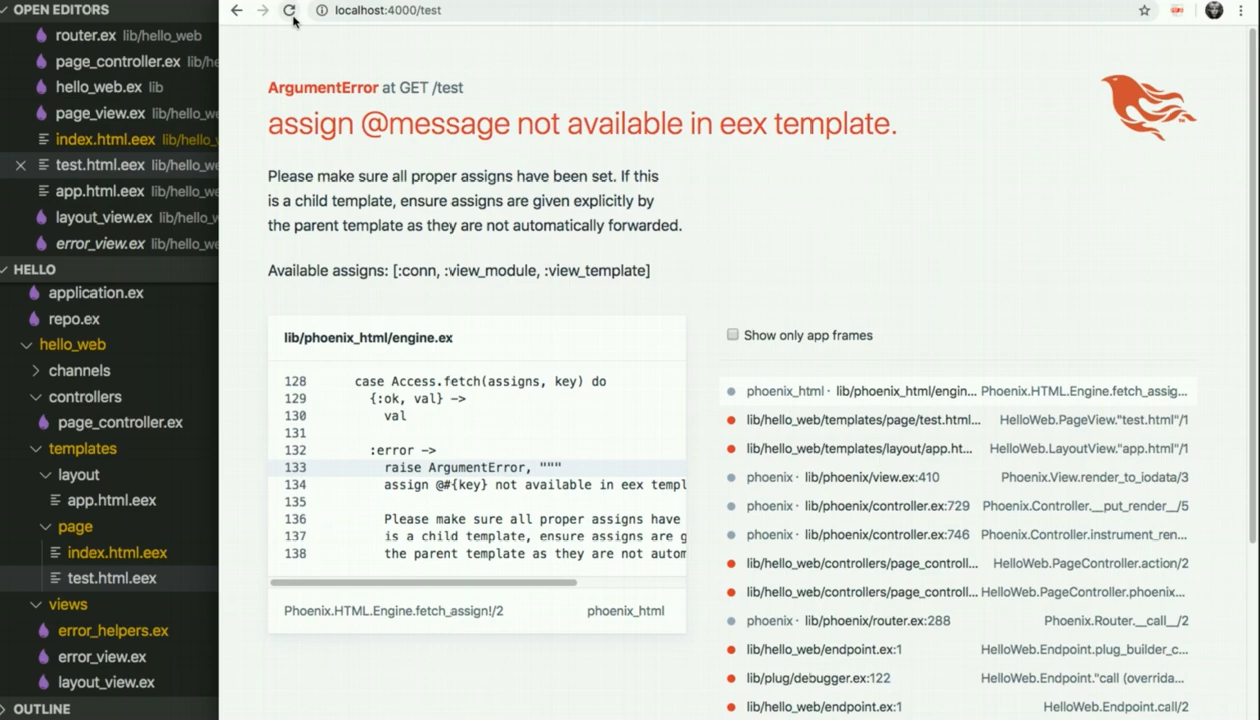 OPEN EDITORS
router.ex lib/hello_web
page_controller.ex lib/he
hello_web.ex lib
page_view.ex lib/hello_w
index.html.eex lib/hello_v
test.html.eex lib/hello_we
app.html.eex lib/hello_we
layout_view.ex lib/hello_w
error_view.ex lib/hello_we
HELLO
application.ex
repo.ex
hello_web
channels
controllers
page_controller.ex
templates
layout
app.html.eex
page
index.html.eex
test.html.eex
views
error_helpers.ex
error_view.ex
layout_view.ex
OUTLINE
localhost:4000/test
ArgumentError at GET /test
assign @message not available in eex template.
Please make sure all proper assigns have been set. If this
is a child template, ensure assigns are given explicitly by
the parent template as they are not automatically forwarded.
Available assigns: [:conn, :view_module, :view_template]
lib/phoenix_html/engine.ex
128 case Access.fetch(assigns, key) do
129 {:ok, val} ->
130 val
131
132 :error ->
133 raise ArgumentError, """
134 assign @#{key} not available in eex templ
135
136 Please make sure all proper assigns have
137 is a child template, ensure assigns are g
138 the parent template as they are not autom
Phoenix.HTML.Engine.fetch_assign!/2 phoenix_html
Show only app frames
phoenix_html · lib/phoenix_html/engin... Phoenix.HTML.Engine.fetch_assig...
lib/hello_web/templates/page/test.html... HelloWeb.PageView."test.html"/1
lib/hello_web/templates/layout/app.ht... HelloWeb.LayoutView."app.html"/1
phoenix · lib/phoenix/view.ex:410 Phoenix.View.render_to_iodata/3
phoenix · lib/phoenix/controller.ex:729 Phoenix.Controller.__put_render__/5
phoenix · lib/phoenix/controller.ex:746 Phoenix.Controller.instrument_ren...
lib/hello_web/controllers/page_controll... HelloWeb.PageController.action/2
lib/hello_web/controllers/page_controll... HelloWeb.PageController.phoenix...
phoenix · lib/phoenix/router.ex:288 Phoenix.Router.__call__/2
lib/hello_web/endpoint.ex:1 HelloWeb.Endpoint.plug_builder_c...
lib/plug/debugger.ex:122 HelloWeb.Endpoint."call (overrida...
lib/hello_web/endpoint.ex:1 HelloWeb.Endpoint.call/2